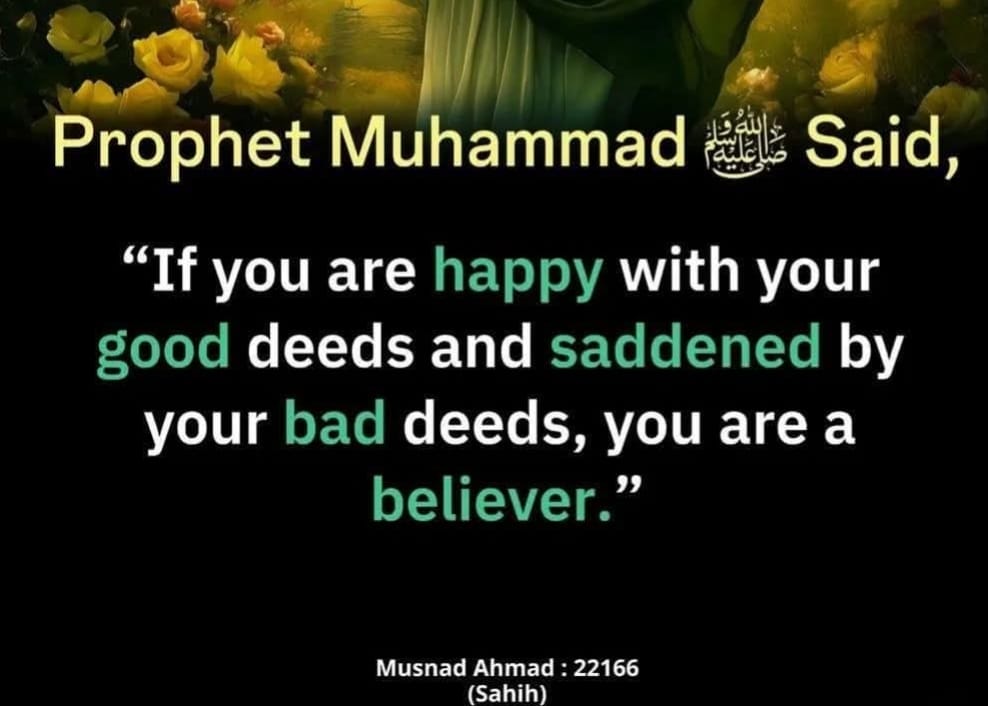 Prophet Muhammad ﷺ Said,
“If you are happy with your
good deeds and saddened by
your bad deeds, you are a
believer.”
Musnad Ahmad : 22166
(Sahih)